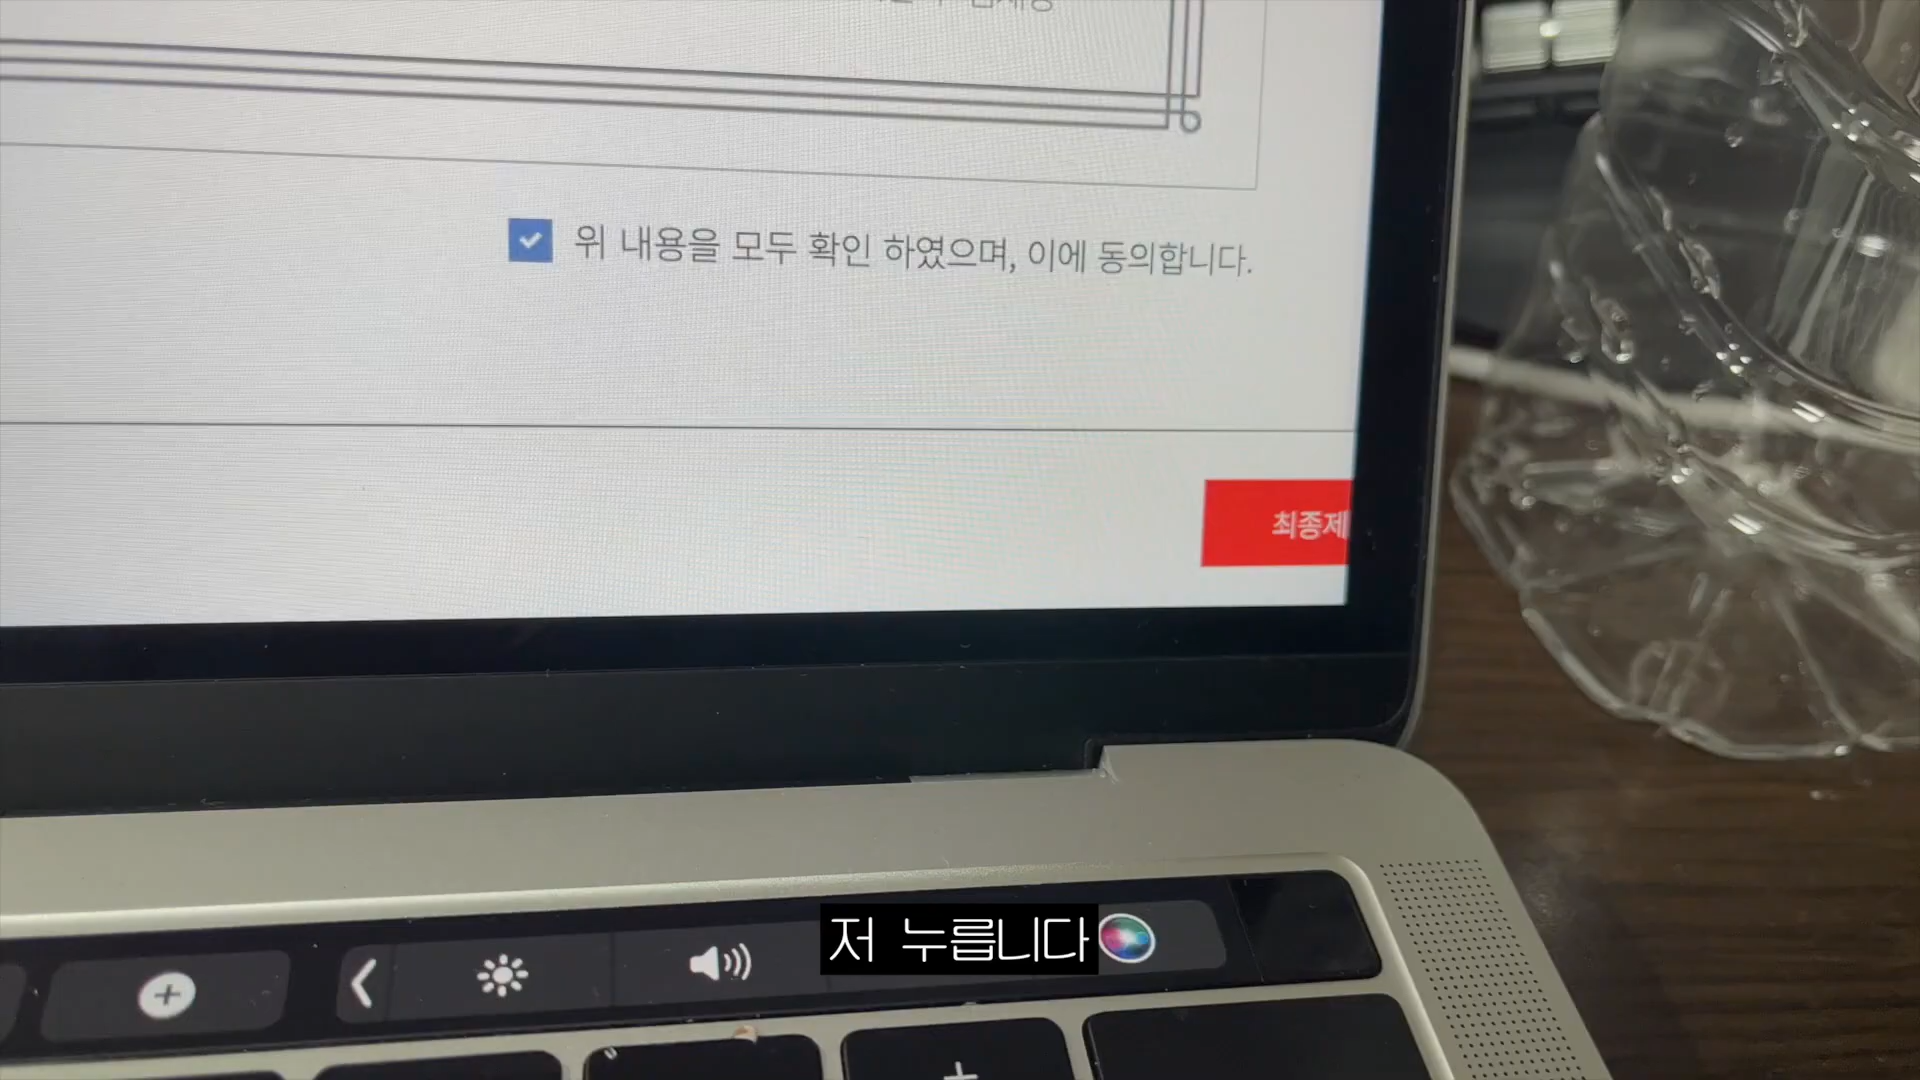 위 내용을 모두 확인 하였으며, 이에 동의합니다.
최종제
저 누릅니다